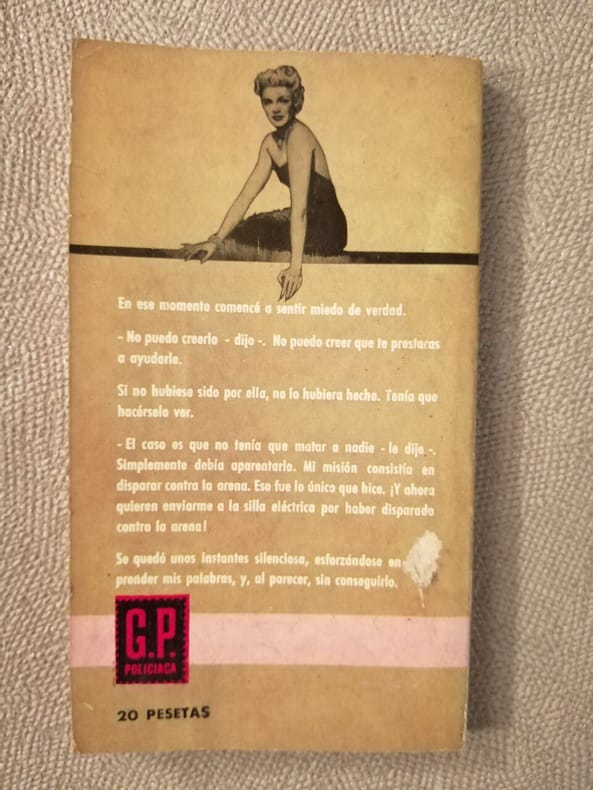 En ese momento comencé a sentir miedo de verdad.
- No puedo creerlo - dijo -. No puedo creer que te prestaras
a ayudarle.
Si no hubiese sido por ella, no lo hubiera hecho. Tenía que
hacérselo ver.
- El caso es que no tenía que matar a nadie - le dije -.
Simplemente debía aparentarlo. Mi misión consistía en
disparar contra la arena. Eso fue lo único que hice. ¡Y ahora
quieren enviarme a la silla eléctrica por haber disparado
contra la arena!
Se quedó unos instantes silenciosa, esforzándose en
prender mis palabras, y, al parecer, sin conseguirlo.
G.P.
POLICIACA
20 PESETAS